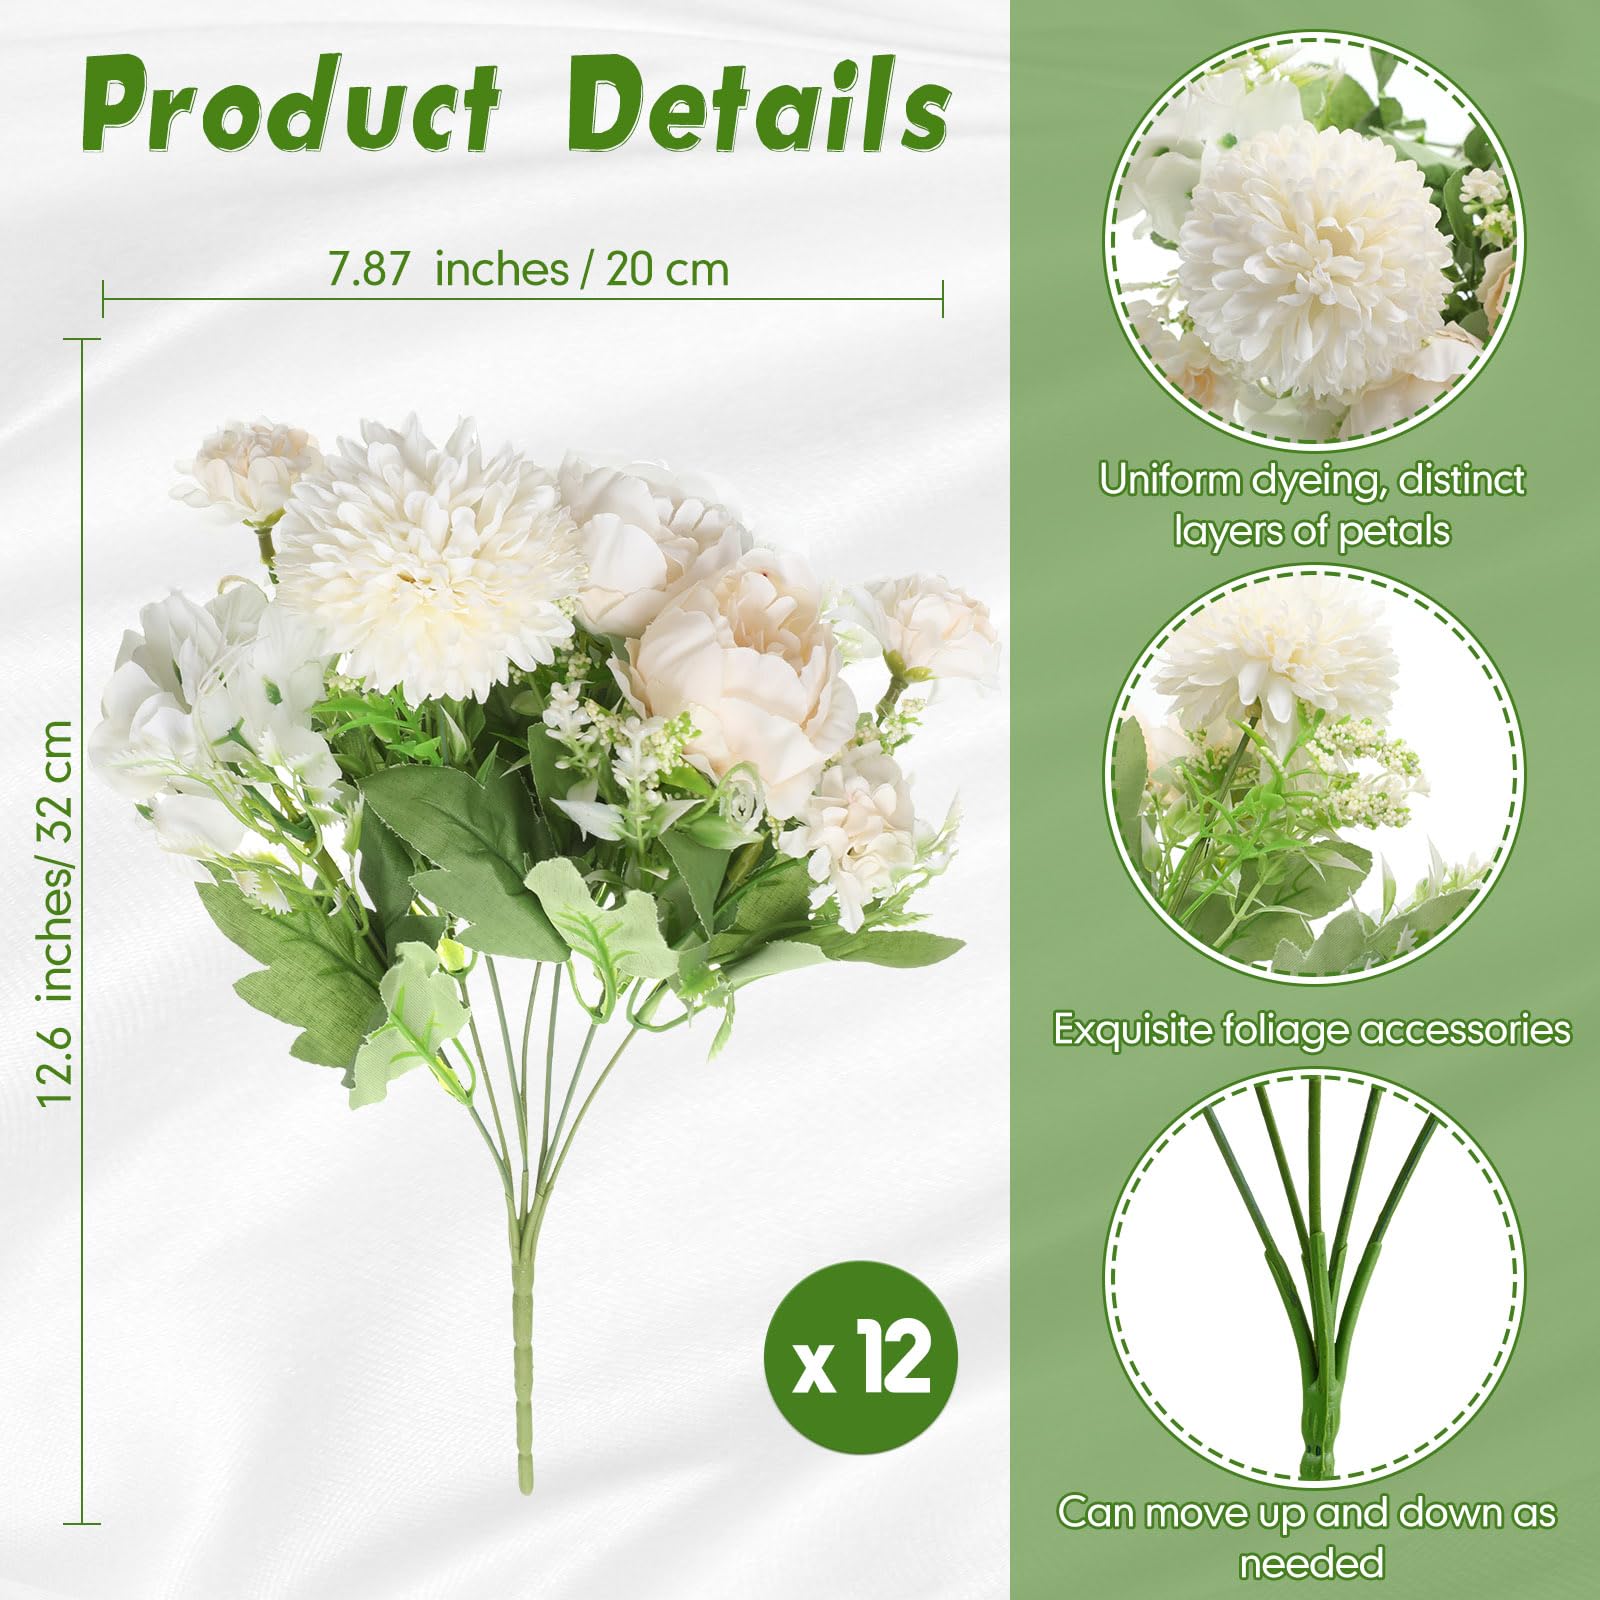 Product Details
7.87 inches / 20 cm
12.6 inches/ 32 cm
x 12
Uniform dyeing, distinct
layers of petals
Exquisite foliage accessories
Can move up and down as
needed